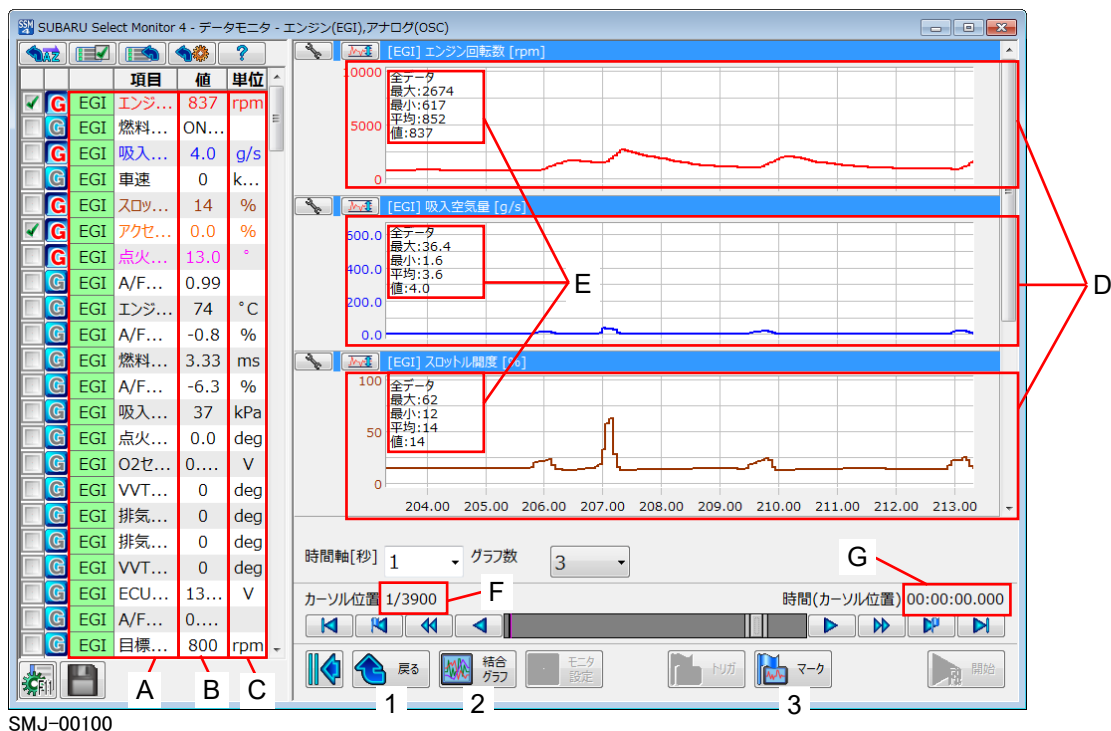 SUBARU Select Monitor 4 - データモニタ - エンジン(EGI),アナログ(OSC)
AZ ?
項目 値 単位
G EGI エンジ... 837 rpm
G EGI 燃料... ON...
G EGI 吸入... 4.0 g/s
G EGI 車速 0 k...
G EGI スロッ... 14 %
G EGI アクセ... 0.0 %
G EGI 点火... 13.0 °
G EGI A/F... 0.99
G EGI エンジ... 74 °C
G EGI A/F... -0.8 %
G EGI 燃料... 3.33 ms
G EGI A/F... -6.3 %
G EGI 吸入... 37 kPa
G EGI 点火... 0.0 deg
G EGI O2セ... 0.... V
G EGI VVT... 0 deg
G EGI 排気... 0 deg
G EGI 排気... 0 deg
G EGI VVT... 0 deg
G EGI ECU... 13... V
G EGI A/F... 0....
G EGI 目標... 800 rpm
A B C
F11
[EGI] エンジン回転数 [rpm]
10000
5000
0
全データ
最大:2674
最小:617
平均:852
値:837
[EGI] 吸入空気量 [g/s]
600.0
400.0
200.0
0.0
全データ
最大:36.4
最小:1.6
平均:3.6
値:4.0
[EGI] スロットル開度 [%]
100
50
0
全データ
最大:62
最小:12
平均:14
値:14
204.00 205.00 206.00 207.00 208.00 209.00 210.00 211.00 212.00 213.00
E
D
時間軸[秒] 1 グラフ数 3
F
G
カーソル位置 1/3900 時間(カーソル位置) 00:00:00.000
戻る
結合
グラフ
モニタ
設定
トリガ
マーク
開始
1 2 3
SMJ-00100